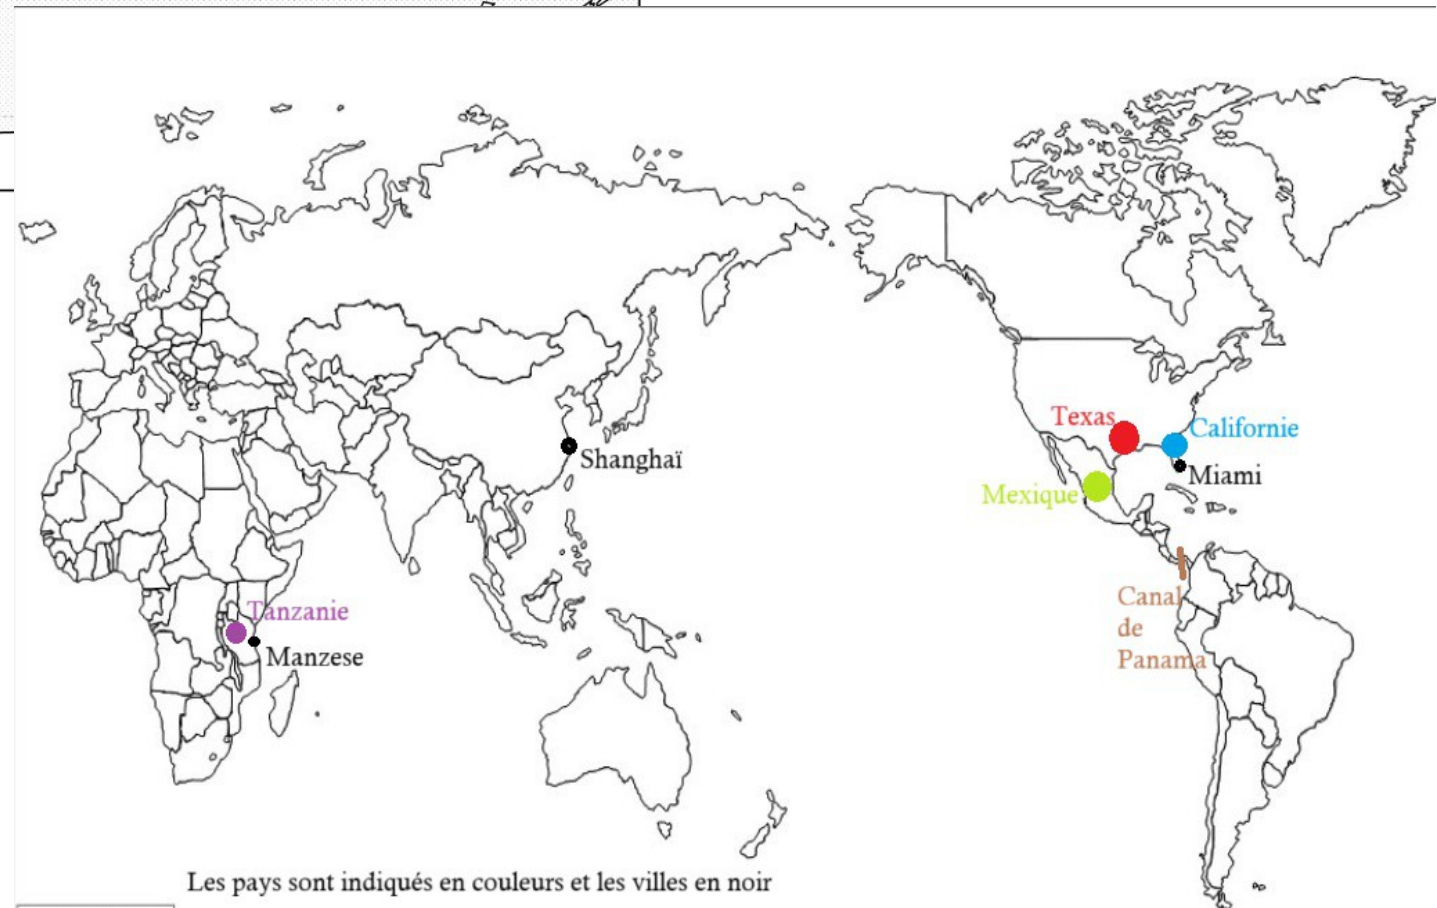 Texas
Californie
Shanghaï
Miami
Mexique
Canal
de
Panama
Tanzanie
Manzese
Les pays sont indiqués en couleurs et les villes en noir